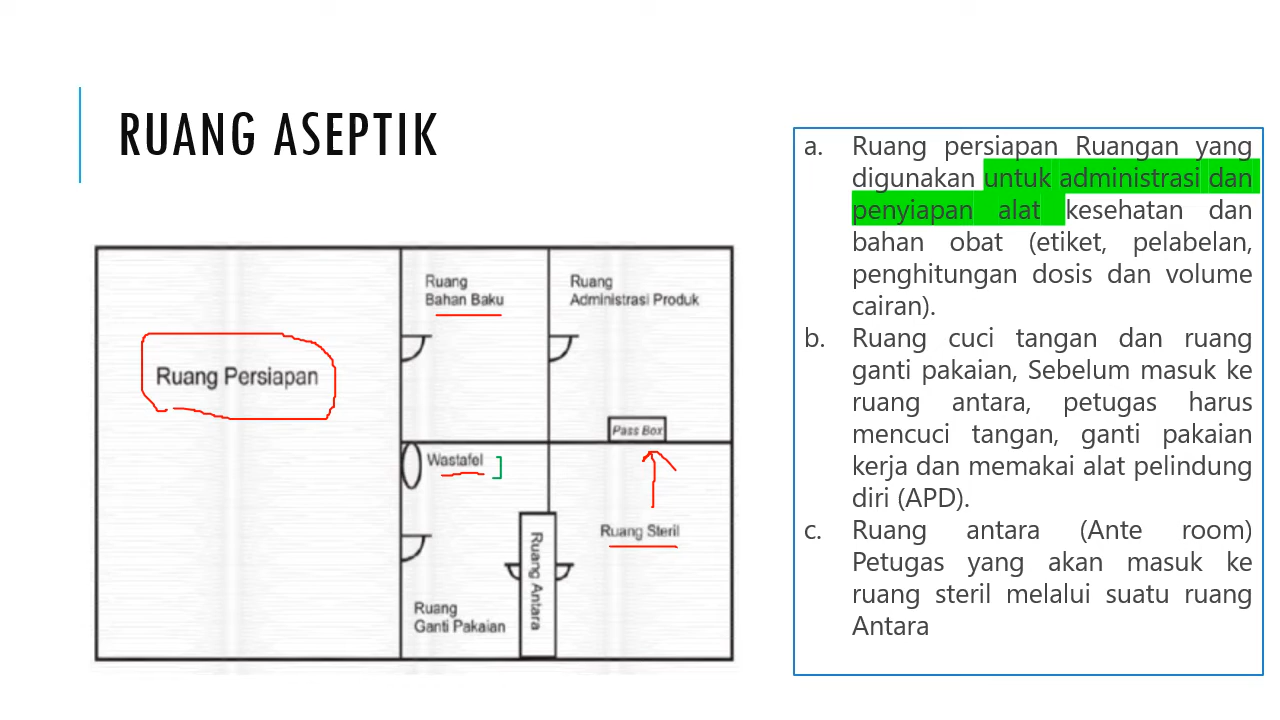 RUANG ASEPTIK
Ruang
Bahan Baku
Ruang
Administrasi Produk
Ruang Persiapan
Pass Box
Wastafel
Ruang Steril
Ruang Antara
Ruang
Ganti Pakaian
a. Ruang persiapan Ruangan yang
digunakan untuk administrasi dan
penyiapan alat kesehatan dan
bahan obat (etiket, pelabelan,
penghitungan dosis dan volume
cairan).
b. Ruang cuci tangan dan ruang
ganti pakaian, Sebelum masuk ke
ruang antara, petugas harus
mencuci tangan, ganti pakaian
kerja dan memakai alat pelindung
diri (APD).
c. Ruang antara (Ante room)
Petugas yang akan masuk ke
ruang steril melalui suatu ruang
Antara